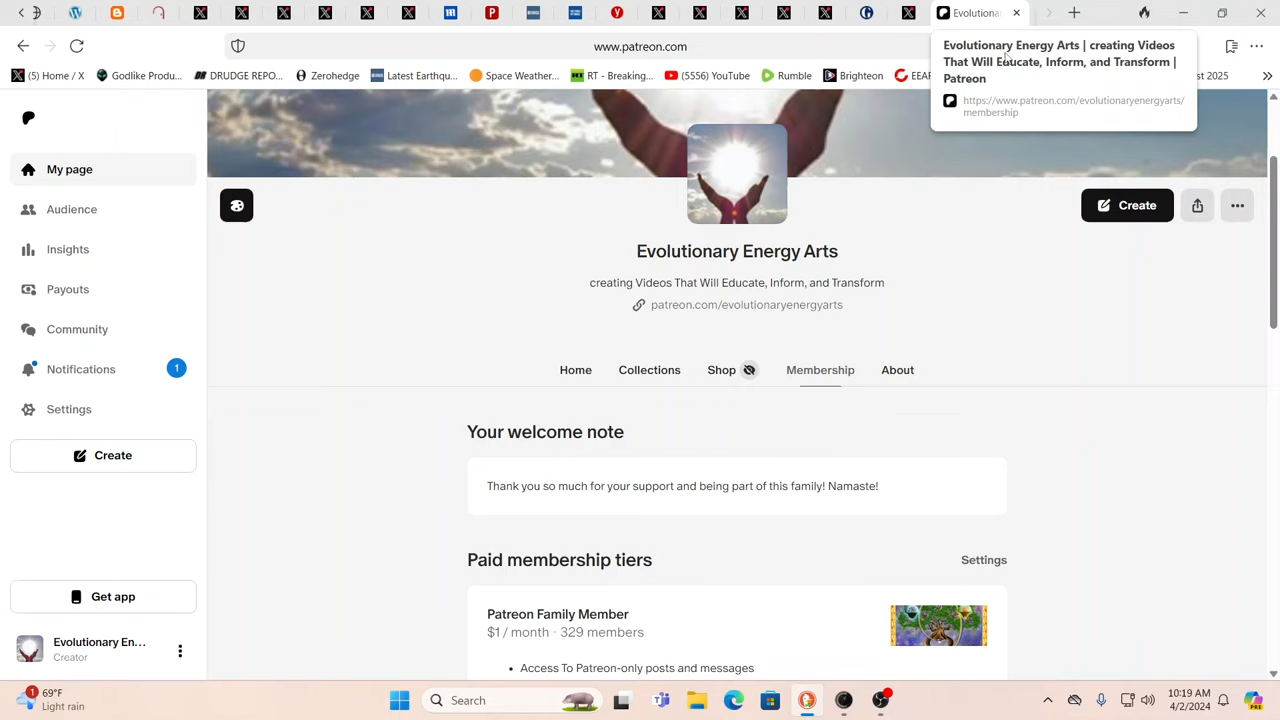 Evolutiona
www.patreon.com
Evolutionary Energy Arts | creating Videos
That Will Educate, Inform, and Transform |
Patreon
https://www.patreon.com/evolutionaryenergyarts/
membership
(5) Home / X
Godlike Produ...
DRUDGE REPO...
Zerohedge
Latest Earthqu...
Space Weather...
RT - Breaking...
(5556) YouTube
Rumble
Brighteon
EEAR
st 2025
My page
Audience
Insights
Payouts
Community
Notifications
1
Settings
Create
Get app
Evolutionary En...
Creator
Create
Evolutionary Energy Arts
creating Videos That Will Educate, Inform, and Transform
patreon.com/evolutionaryenergyarts
Home
Collections
Shop
Membership
About
Your welcome note
Thank you so much for your support and being part of this family! Namaste!
Paid membership tiers
Settings
Patreon Family Member
$1 / month · 329 members
• Access To Patreon-only posts and messages
1
69°F
Light rain
Search
10:19 AM
4/2/2024
PRE